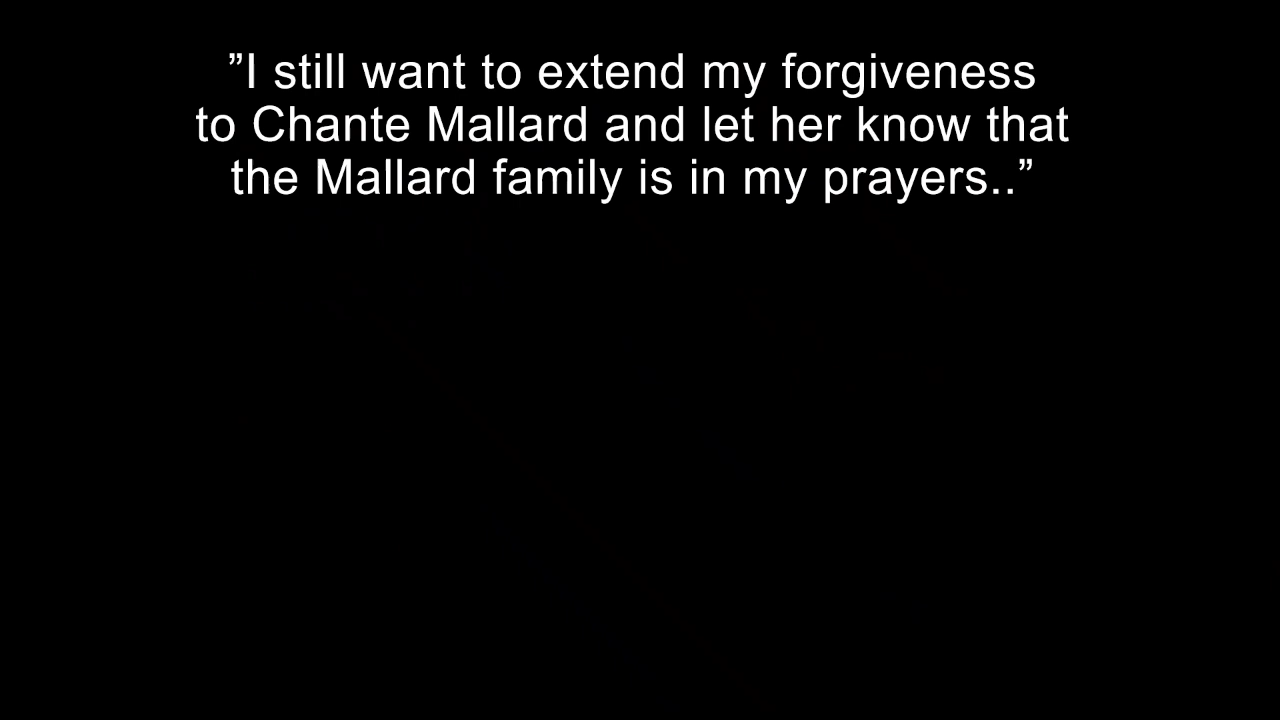 ”I still want to extend my forgiveness
to Chante Mallard and let her know that
the Mallard family is in my prayers..”